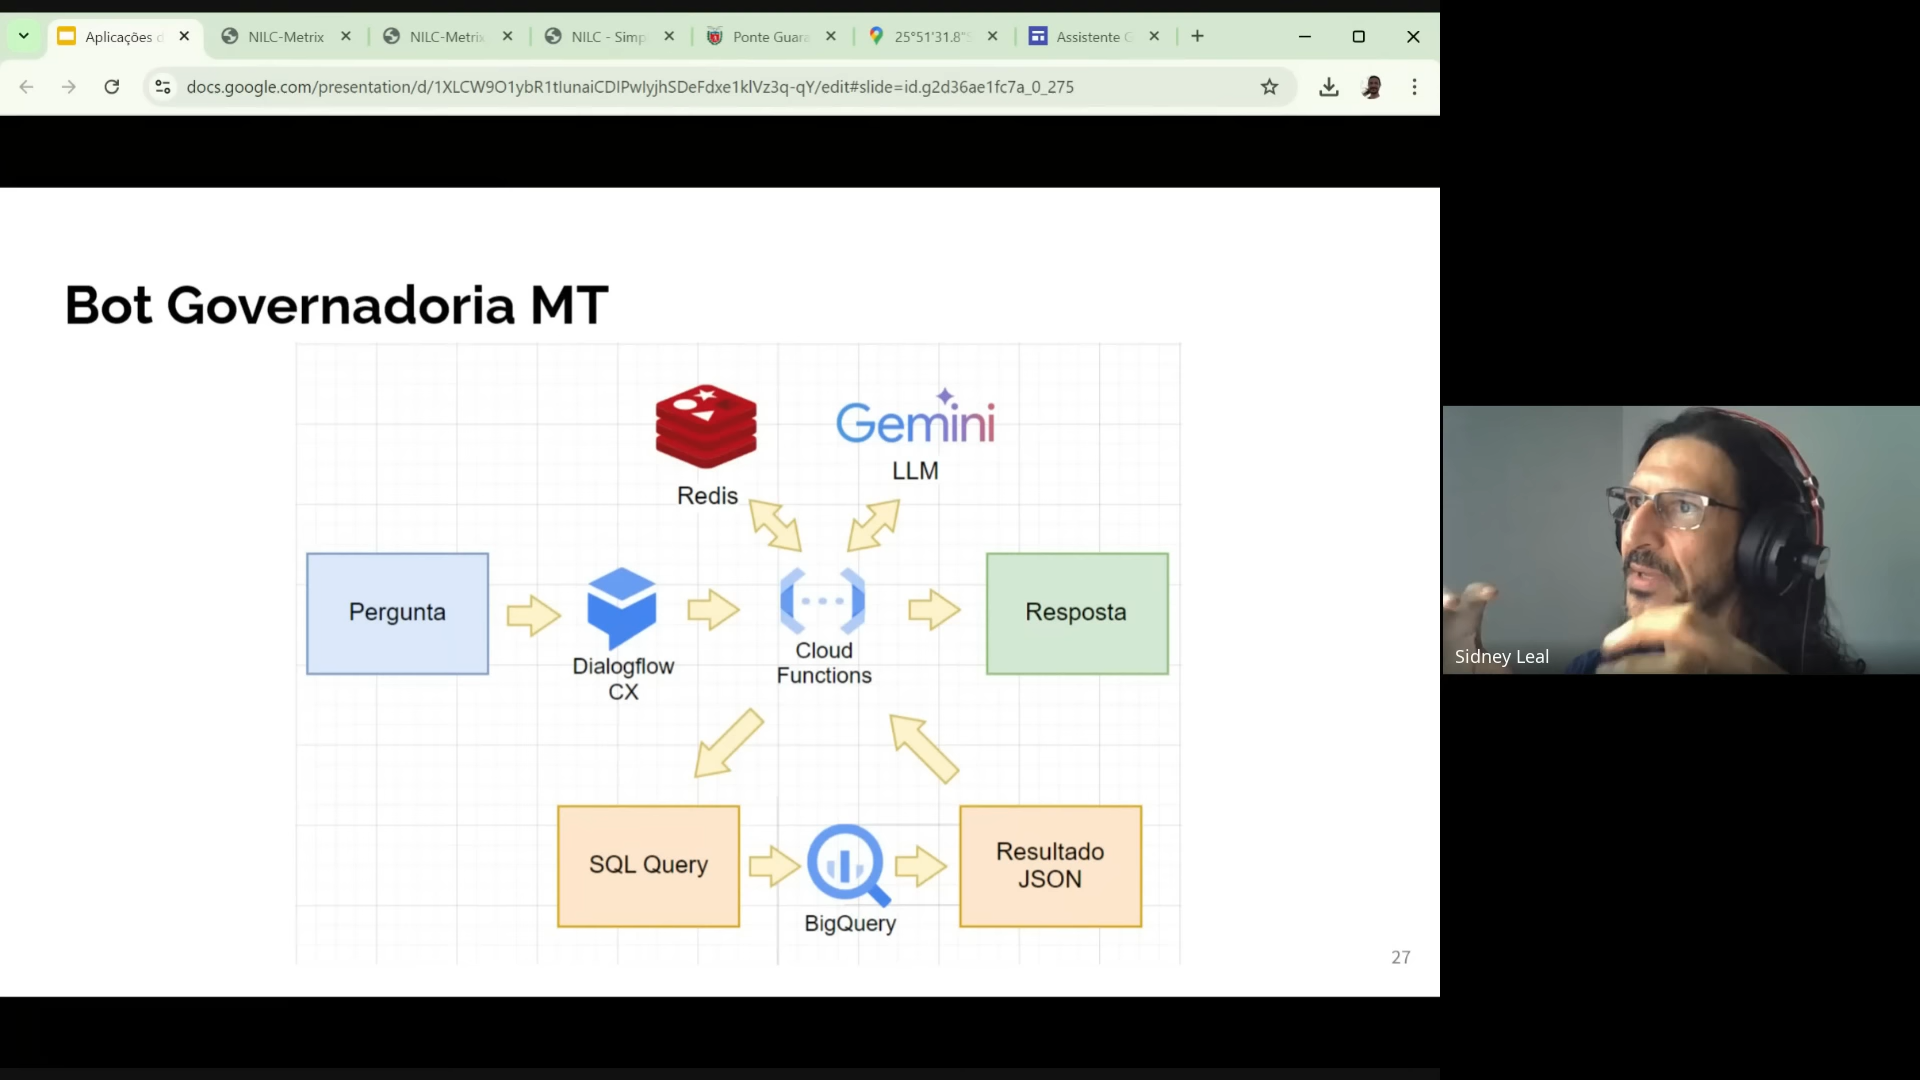 Aplicações d
NILC-Metrix
NILC-Metrix
NILC - Simp
Ponte Guara
25°51'31.8"S
Assistente G
docs.google.com/presentation/d/1XLCW9O1ybR1tIunaiCDIPwIyjhSDeFdxe1klVz3q-qY/edit#slide=id.g2d36ae1fc7a_0_275
Bot Governadoria MT
Redis
Gemini
LLM
Pergunta
Dialogflow
CX
Cloud
Functions
Resposta
SQL Query
BigQuery
Resultado
JSON
27
Sidney Leal